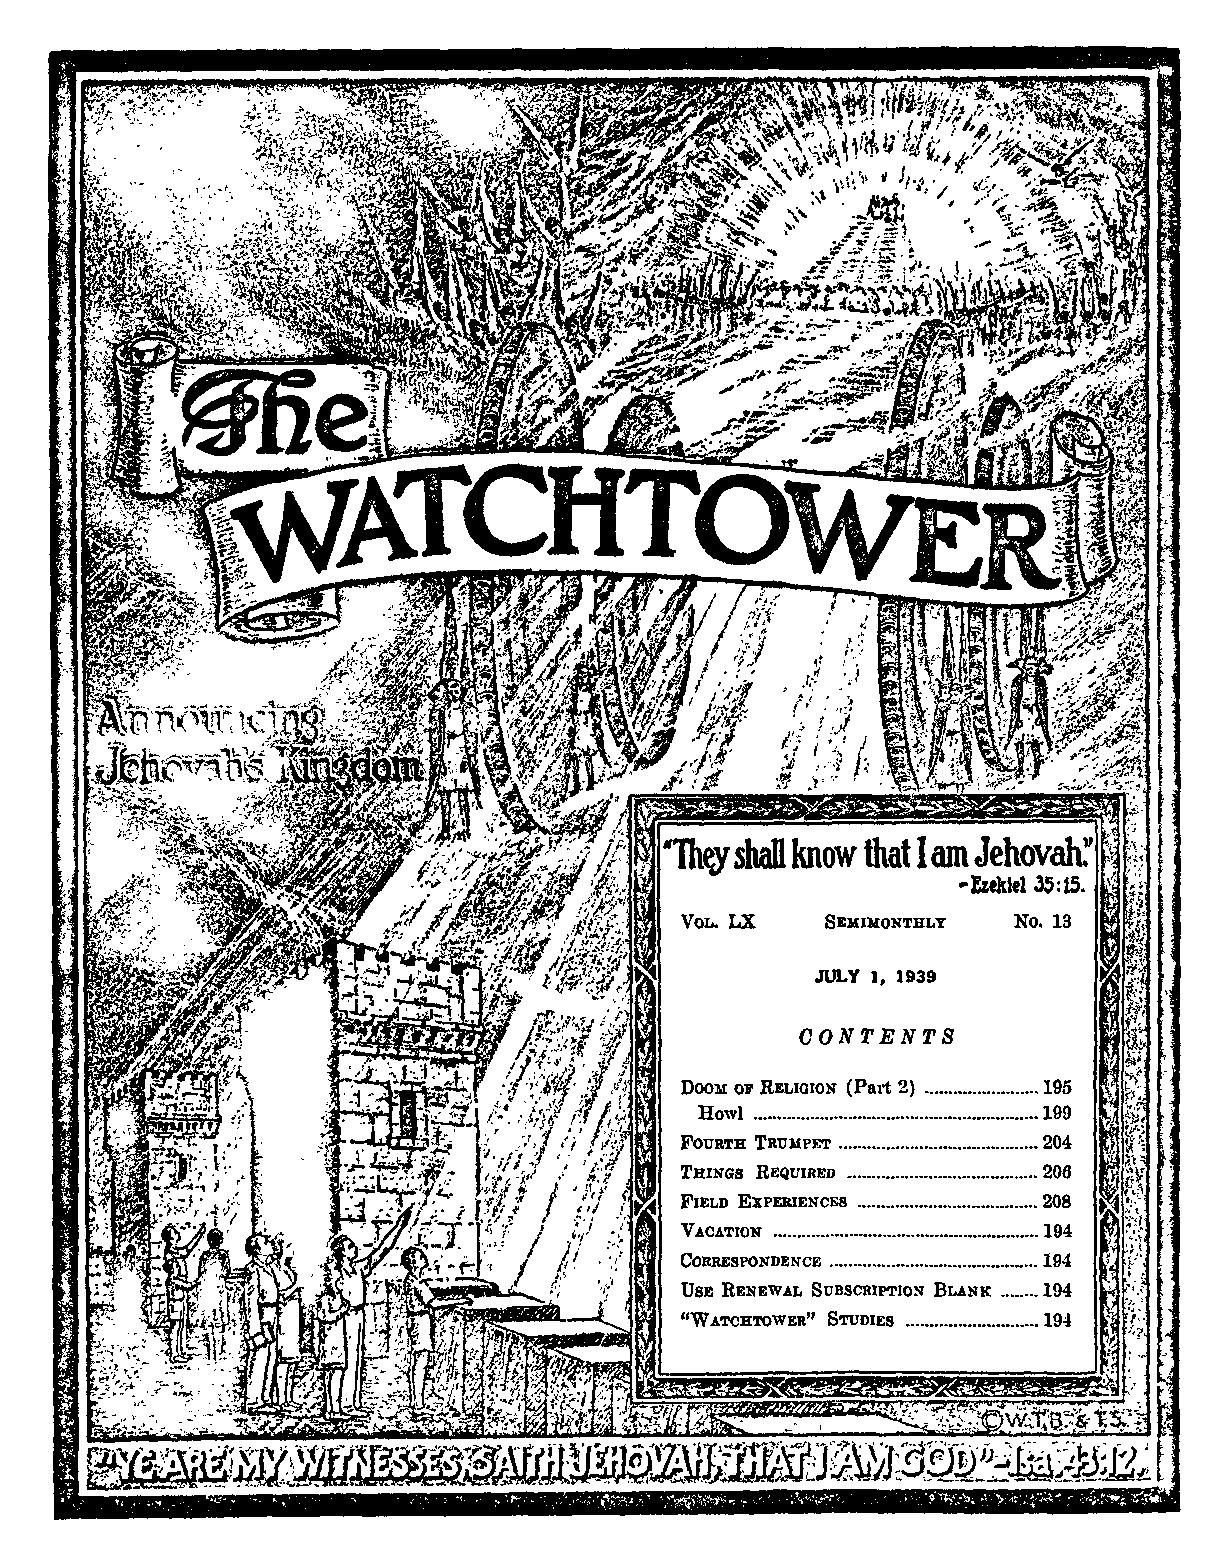 The
WATCHTOWER
Announcing
Jehovah's Kingdom
"They shall know that I am Jehovah."
-Ezekiel 35:15.
VOL. LX SEMIMONTHLY No. 13
JULY 1, 1939
CONTENTS
DOOM OF RELIGION (Part 2) ........................ 195
Howl ........................ 199
FOURTH TRUMPET ........................ 204
THINGS REQUIRED ........................ 206
FIELD EXPERIENCES ........................ 208
VACATION ........................ 194
CORRESPONDENCE ........................ 194
USE RENEWAL SUBSCRIPTION BLANK ....... 194
"WATCHTOWER" STUDIES ........................ 194
©W.T.B. & T.S.
"YE ARE MY WITNESSES, SAITH JEHOVAH, THAT I AM GOD"-Isa. 43:12.